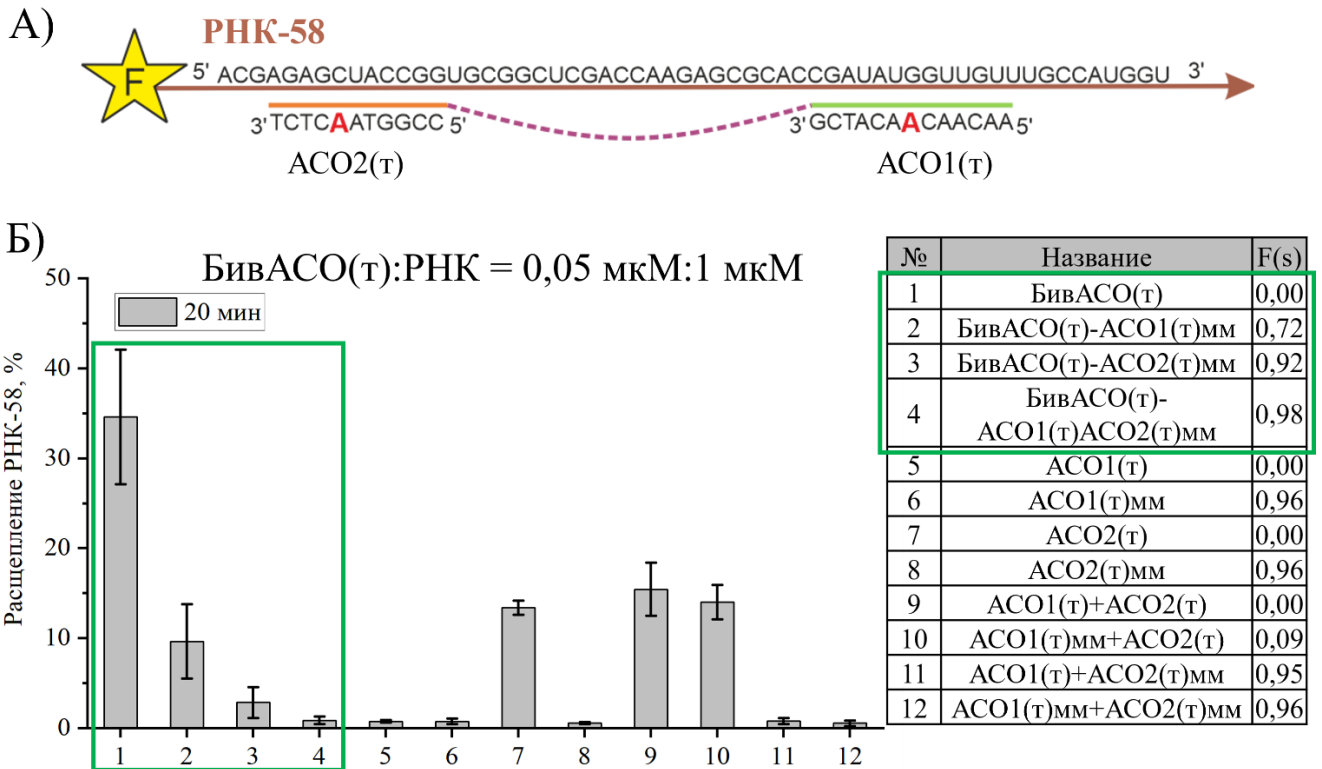 А)
РНК-58
F
5' ACGAGAGCUACCGGUGCGGCUCGACCAAGAGCGCACCGAUAUGGUUGUUUGCCAUGGU 3'
3'TCTCAATGGCC 5'
3'GCTACAACAACAA5'
АСО2(т)
АСО1(т)
Б)
БивАСО(т):РНК = 0,05 мкМ:1 мкМ
20 мин
Расщепление РНК-58, %
50
40
30
20
10
0
1 2 3 4 5 6 7 8 9 10 11 12
№ Название F(s)
1 БивАСО(т) 0,00
2 БивАСО(т)-АСО1(т)мм 0,72
3 БивАСО(т)-АСО2(т)мм 0,92
4 БивАСО(т)-
АСО1(т)АСО2(т)мм 0,98
5 АСО1(т) 0,00
6 АСО1(т)мм 0,96
7 АСО2(т) 0,00
8 АСО2(т)мм 0,96
9 АСО1(т)+АСО2(т) 0,00
10 АСО1(т)мм+АСО2(т) 0,09
11 АСО1(т)+АСО2(т)мм 0,95
12 АСО1(т)мм+АСО2(т)мм 0,96